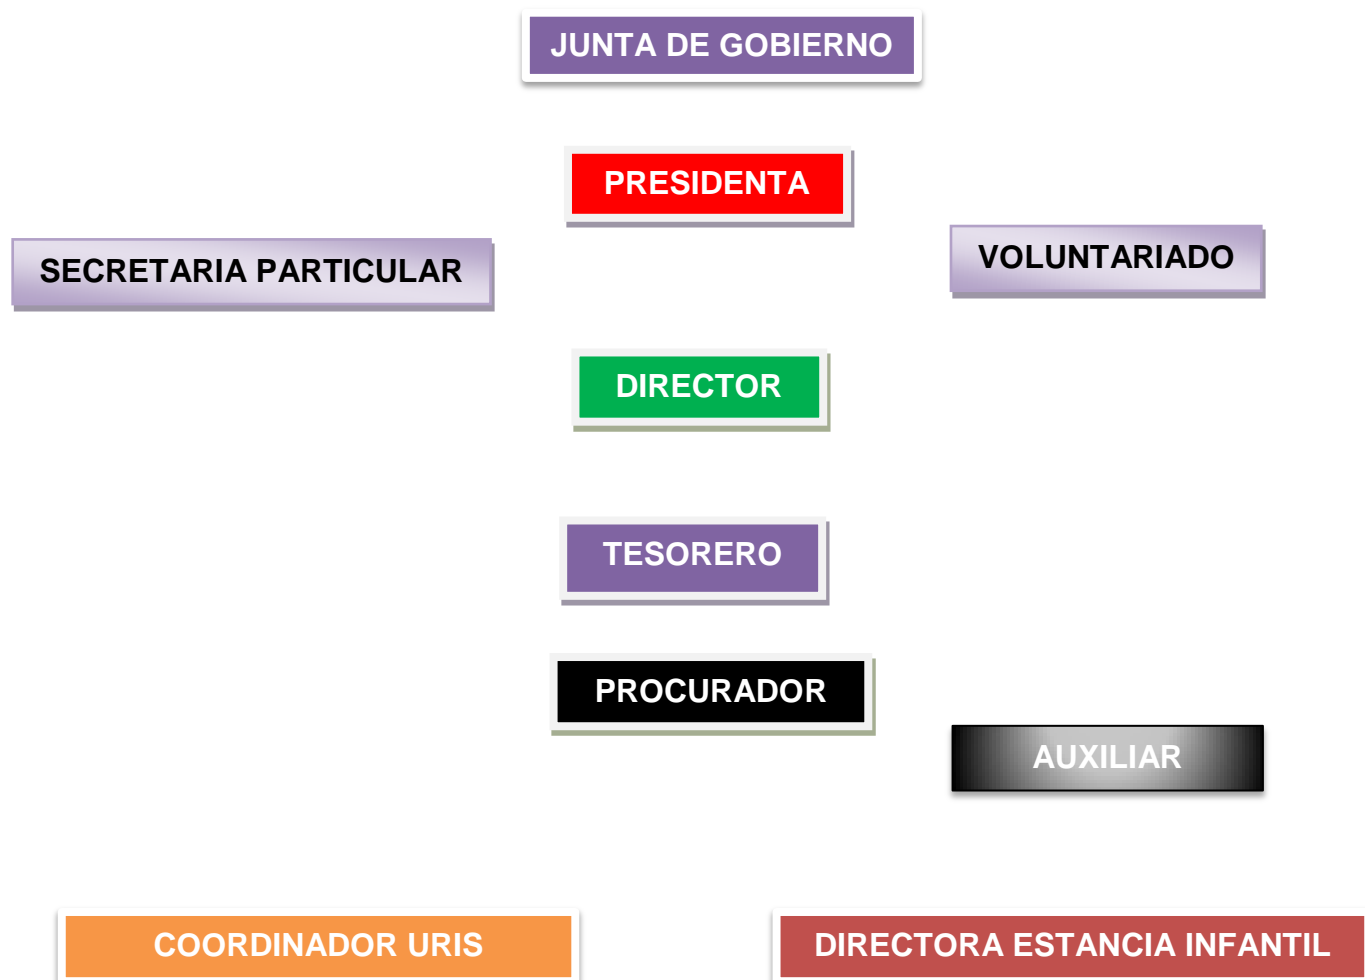 JUNTA DE GOBIERNO
PRESIDENTA
SECRETARIA PARTICULAR
VOLUNTARIADO
DIRECTOR
TESORERO
PROCURADOR
AUXILIAR
COORDINADOR URIS
DIRECTORA ESTANCIA INFANTIL